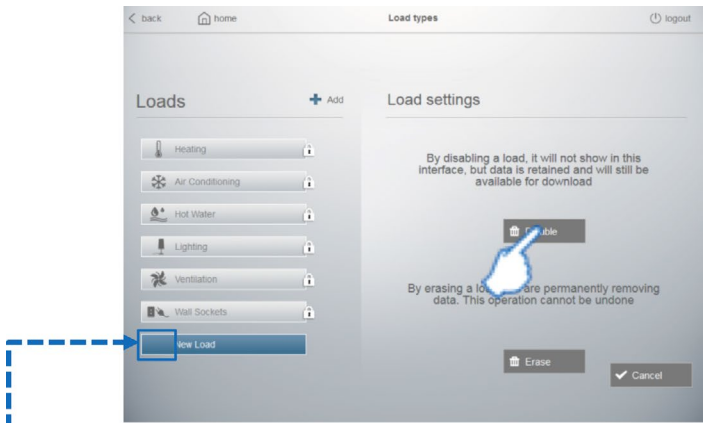 back
home
Load types
logout
Loads
Add
Load settings
Heating
Air Conditioning
Hot Water
Lighting
Ventilation
Wall Sockets
New Load
By disabling a load, it will not show in this
interface, but data is retained and will still be
available for download
By erasing a are permanently removing
data. This operation cannot be undone
Erase
Cancel